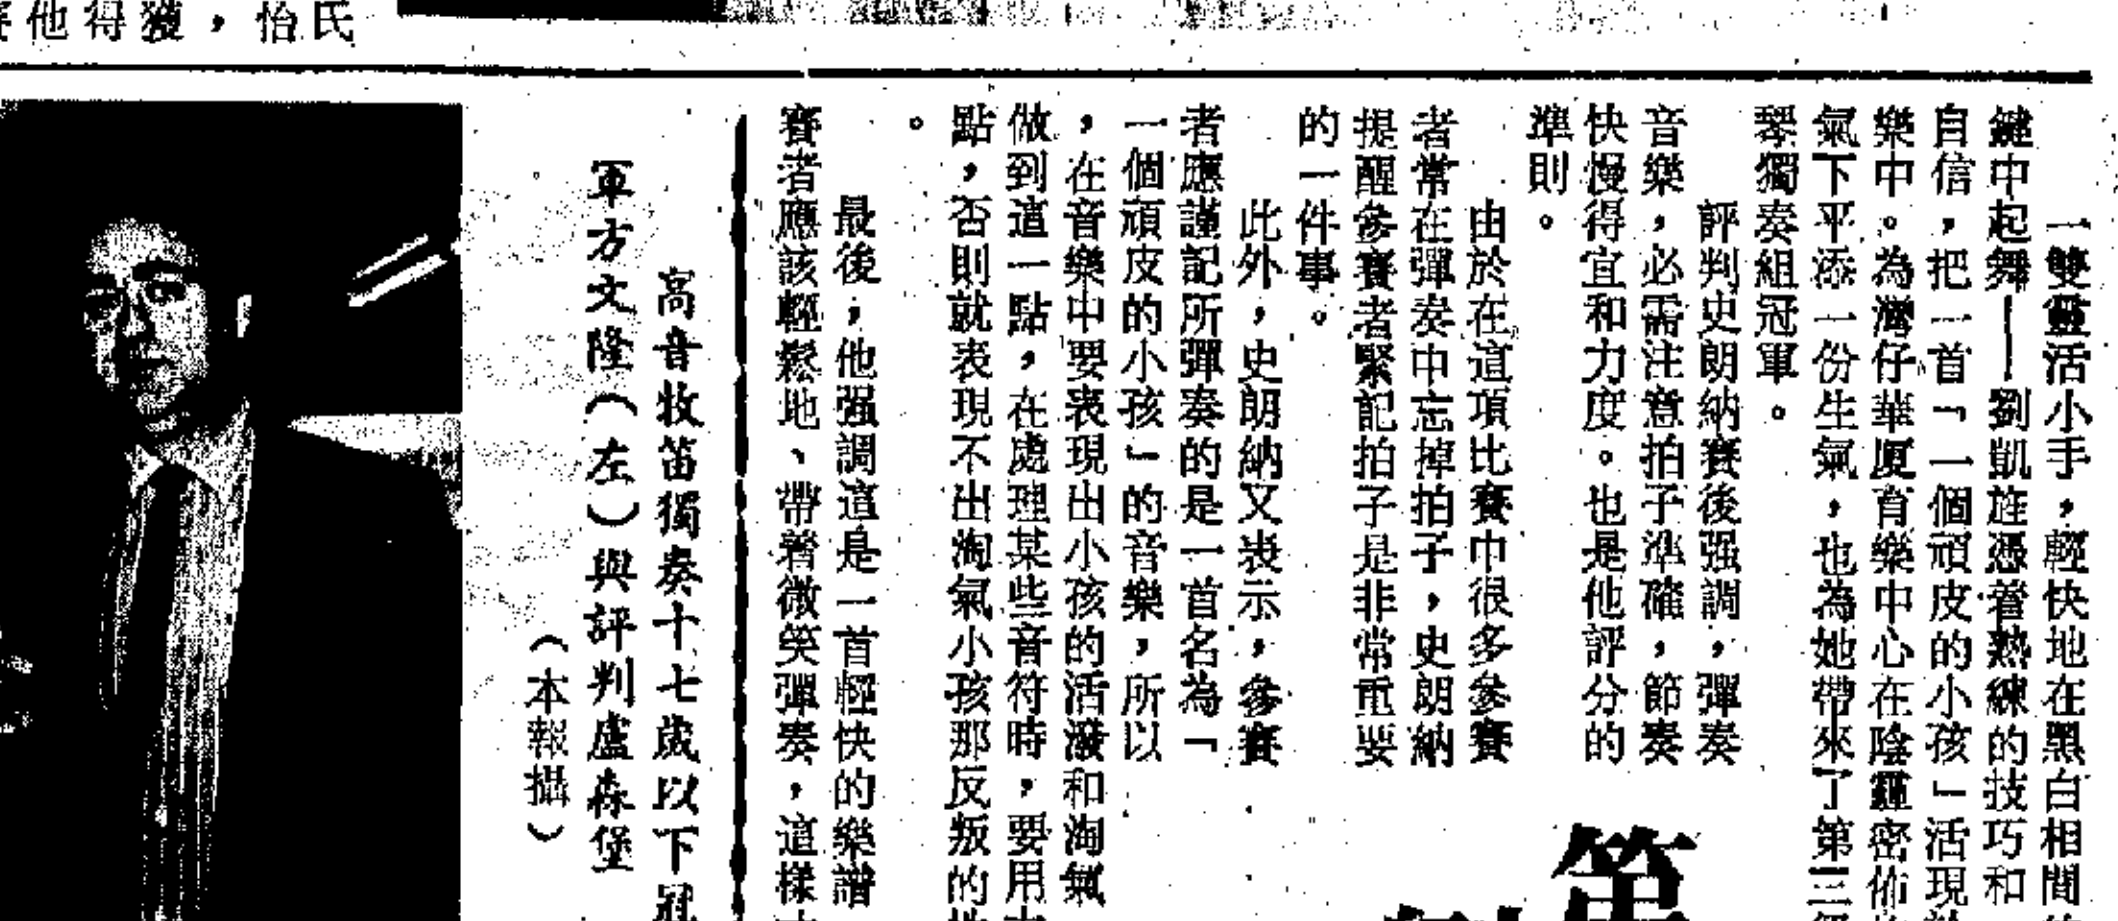 他得獲，怡氏
一雙靈活小手，輕快地在黑白相間
鍵中起舞——劉凱旌憑着熟練的技巧和
自信，把一首「一個頑皮的小孩」活現
樂中。為灣仔華廈育樂中心在陰霾密佈
氣下平添一份生氣，也為她帶來了第三
琴獨奏組冠軍。
評判史朗納賽後强調，彈奏
音樂，必需注意拍子準確，節奏
快慢得宜和力度。也是他評分的
準則。
由於在這項比賽中很多參賽
者常在彈奏中忘掉拍子，史朗納
提醒參賽者緊記拍子是非常重要
的一件事。
此外，史朗納又表示，參賽
者應謹記所彈奏的是一首名為「
一個頑皮的小孩」的音樂，所以
，在音樂中要表現出小孩的活潑和淘氣
做到這一點，在處理某些音符時，要用
點，否則就表現不出淘氣小孩那反叛的
。
最後，他强調這是一首輕快的樂譜
賽者應該輕鬆地、帶着微笑彈奏，這樣
高音牧笛獨奏十七歲以下冠
軍方文隆（左）與評判盧森堡
（本報攝）
笛